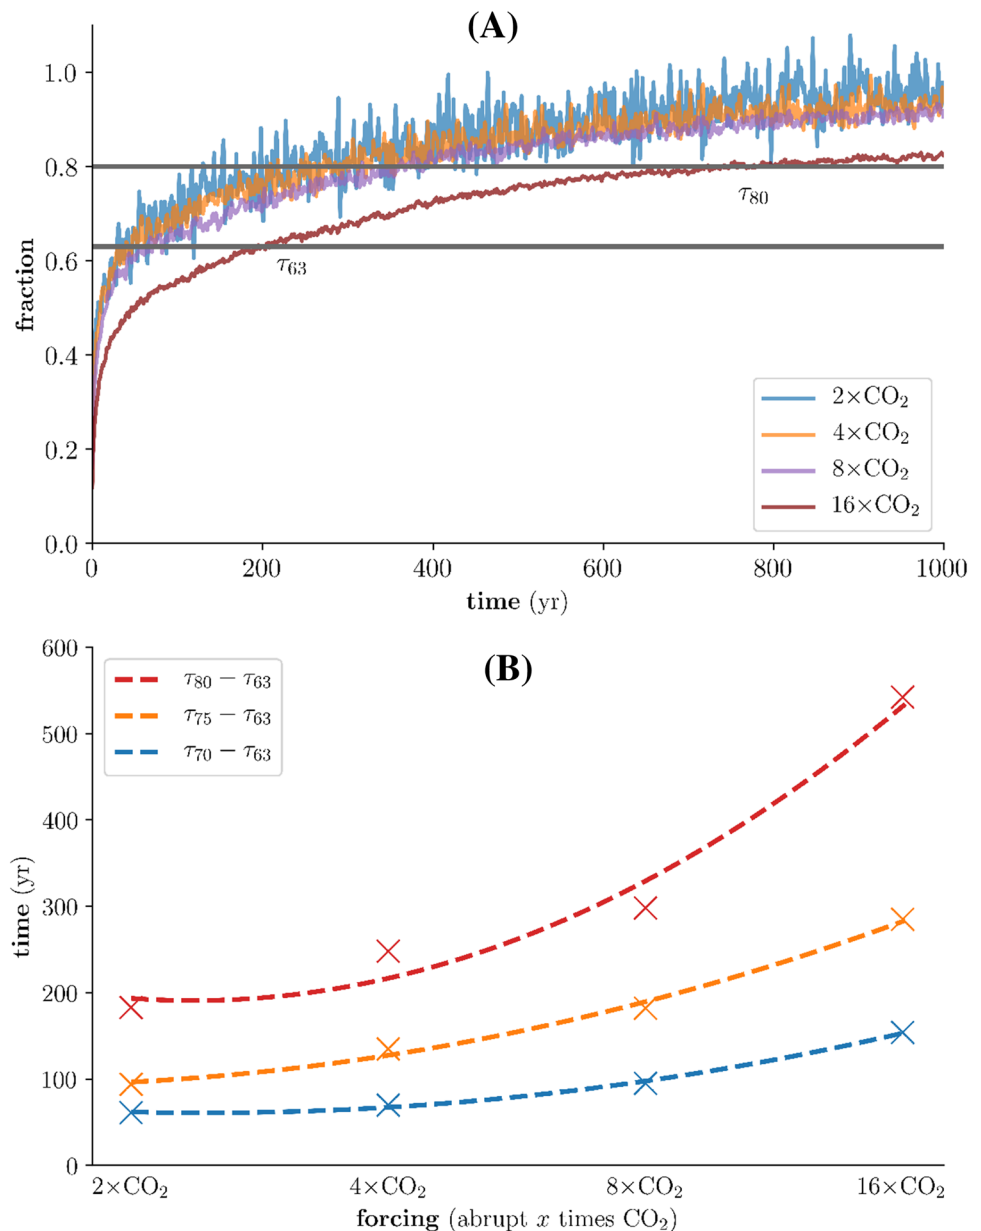 (A)
1.0
0.8
0.6
0.4
0.2
0.0
fraction
τ₈₀
τ₆₃
2×CO₂
4×CO₂
8×CO₂
16×CO₂
0 200 400 600 800 1000
time (yr)
(B)
600
500
400
300
200
100
0
time (yr)
τ₈₀ − τ₆₃
τ₇₅ − τ₆₃
τ₇₀ − τ₆₃
2×CO₂ 4×CO₂ 8×CO₂ 16×CO₂
forcing (abrupt x times CO₂)